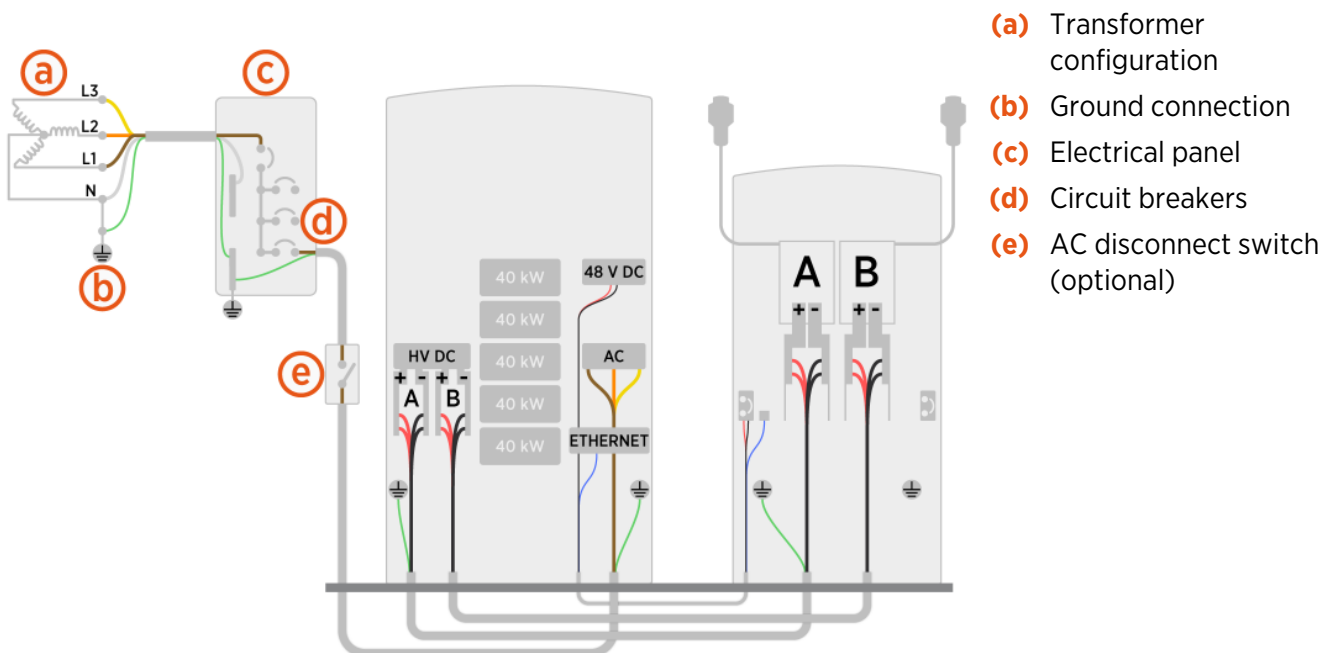 (a) Transformer
configuration
(b) Ground connection
(c) Electrical panel
(d) Circuit breakers
(e) AC disconnect switch
(optional)
a
L3
L2
L1
N
b
c
d
e
40 kW
40 kW
40 kW
40 kW
40 kW
48 V DC
HV DC
+ - + -
A B
AC
ETHERNET
A B
+ - + -